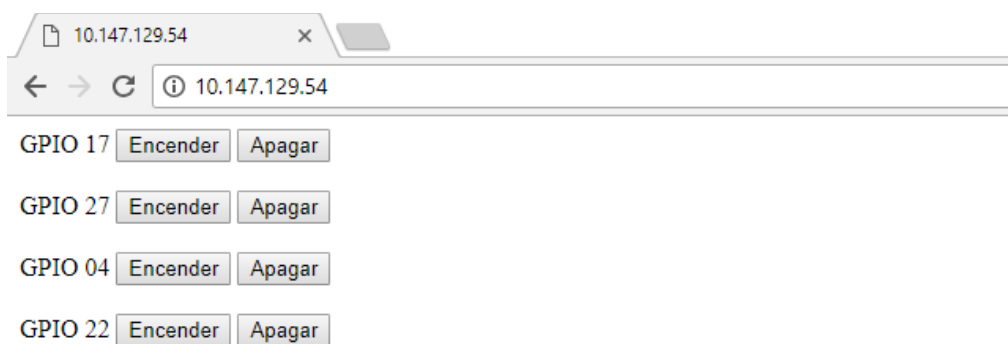 10.147.129.54
10.147.129.54
GPIO 17 Encender Apagar
GPIO 27 Encender Apagar
GPIO 04 Encender Apagar
GPIO 22 Encender Apagar